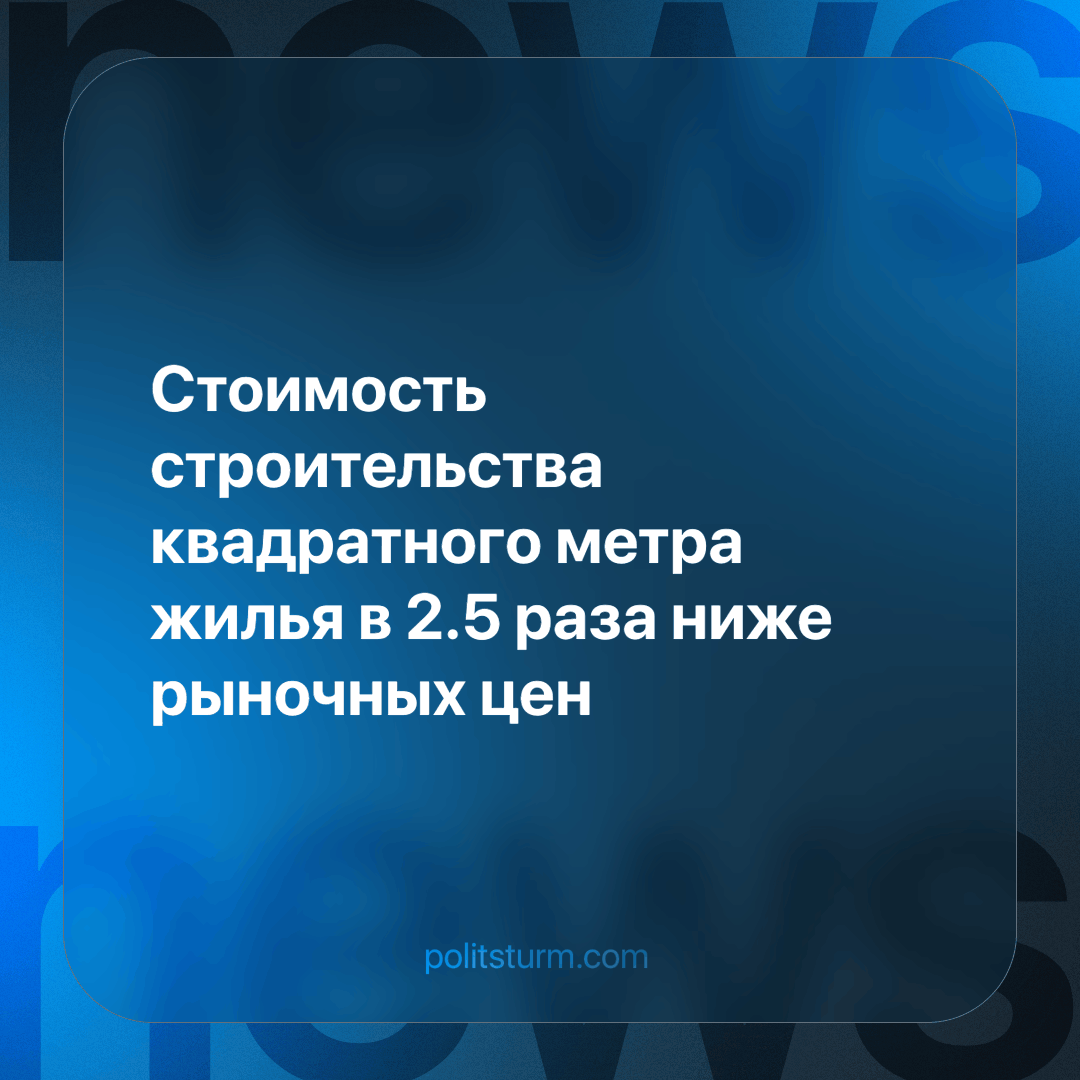 news
Стоимость
строительства
квадратного метра
жилья в 2.5 раза ниже
рыночных цен
politsturm.com
news